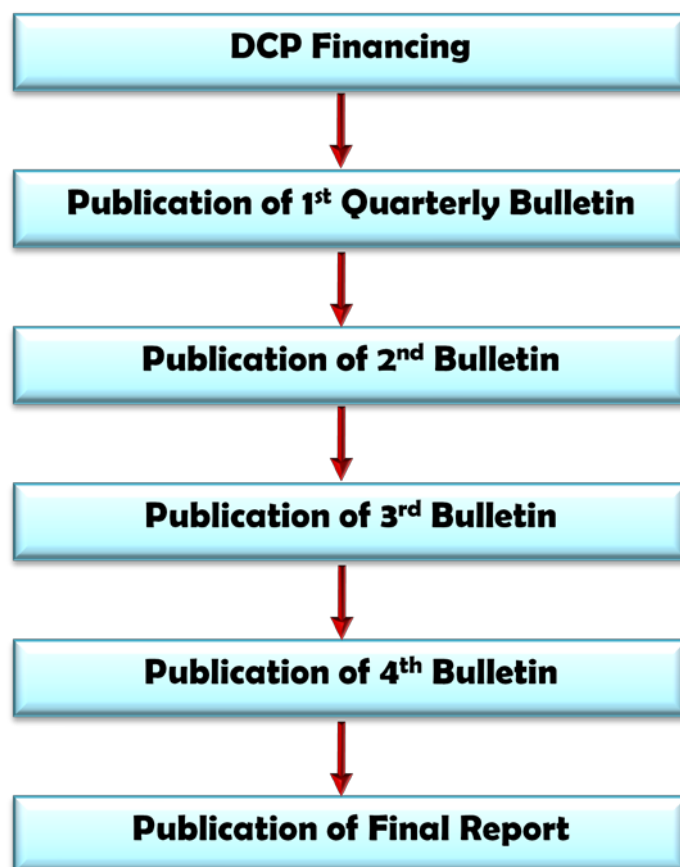 DCP Financing
Publication of 1st Quarterly Bulletin
Publication of 2nd Bulletin
Publication of 3rd Bulletin
Publication of 4th Bulletin
Publication of Final Report